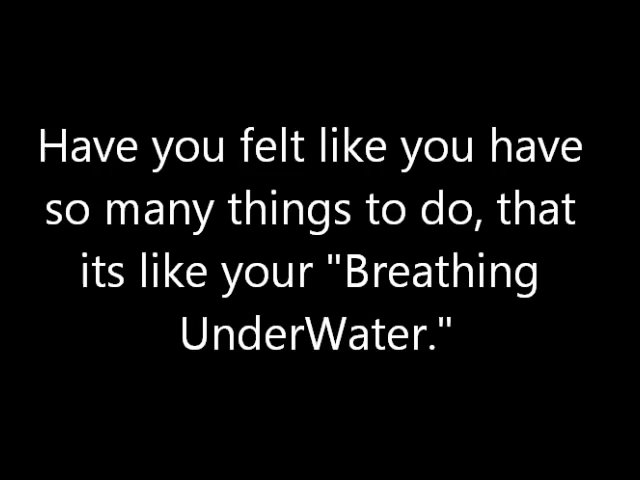 Have you felt like you have
so many things to do, that
its like your "Breathing
UnderWater."